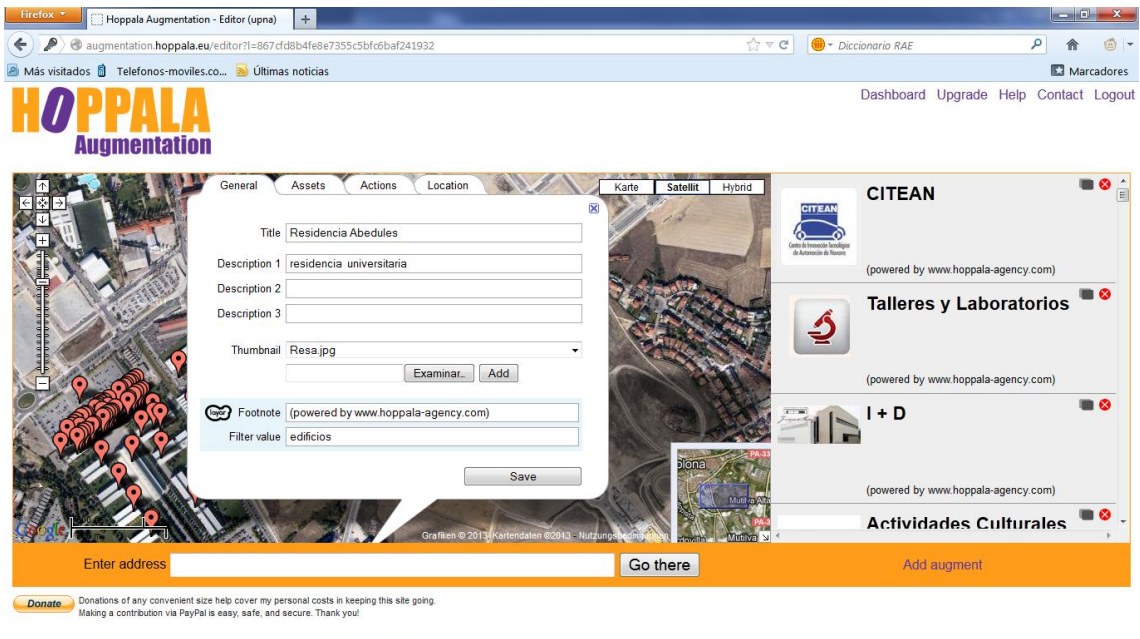 Firefox
Hoppala Augmentation - Editor (upna)
augmentation.hoppala.eu/editor?l=867cfd8b4fe8e7355c5bfc6baf241932
Diccionario RAE
Más visitados
Telefonos-moviles.co...
Últimas noticias
Marcadores
HOPPALA
Augmentation
Dashboard Upgrade Help Contact Logout
General Assets Actions Location
Karte Satellit Hybrid
Title Residencia Abedules
Description 1 residencia universitaria
Description 2
Description 3
Thumbnail Resa.jpg
Examinar.. Add
layar Footnote (powered by www.hoppala-agency.com)
Filter value edificios
Save
CITEAN
CITEAN
Centro de Innovación Tecnológica
de Automoción de Navarra
(powered by www.hoppala-agency.com)
Talleres y Laboratorios
(powered by www.hoppala-agency.com)
I + D
(powered by www.hoppala-agency.com)
Actividades Culturales
PA-33
Mutilva Alta
Mutilva
Google
Grafiken © 2013, Kartendaten ©2013 - Nutzungsbedingungen
Enter address
Go there
Add augment
Donate
Donations of any convenient size help cover my personal costs in keeping this site going.
Making a contribution via PayPal is easy, safe, and secure. Thank you!